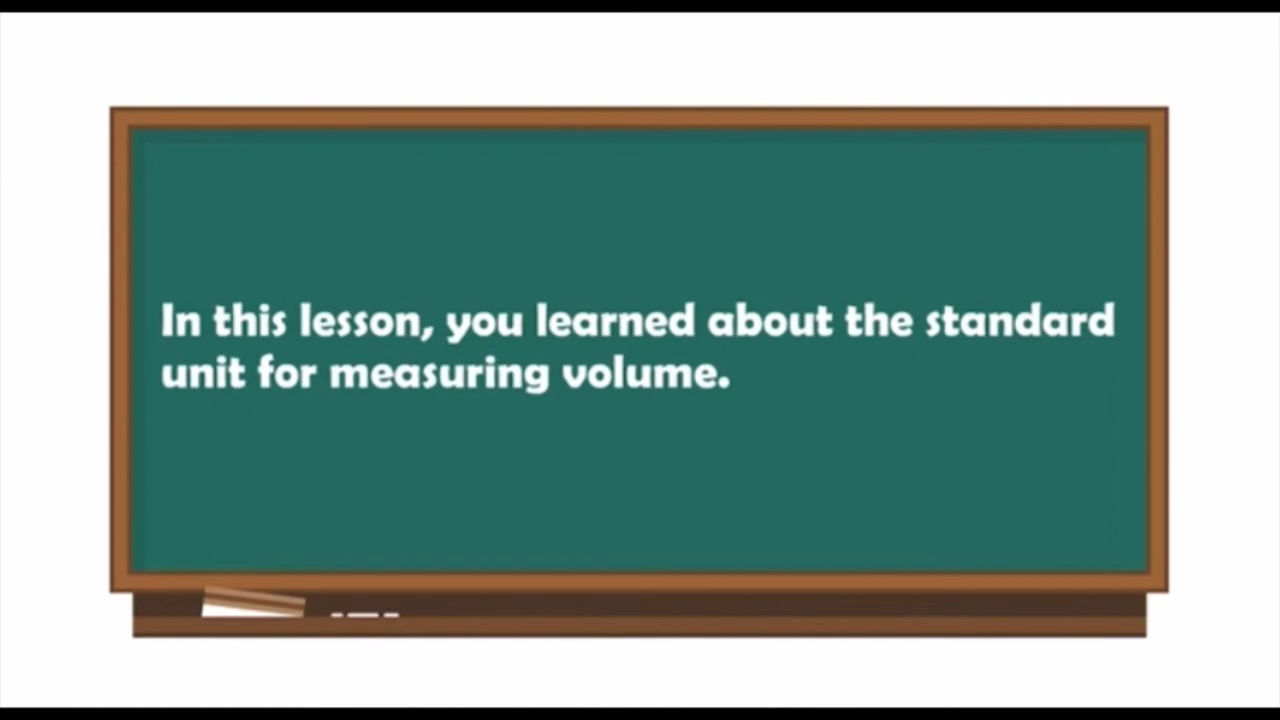 In this lesson, you learned about the standard
unit for measuring volume.